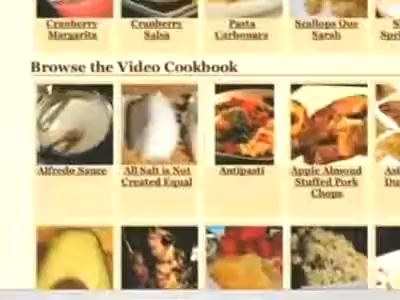 Cranberry
Margarita
Cranberry
Salsa
Pasta
Carbonara
Scallops Que
Sarah
Browse the Video Cookbook
Alfredo Sauce
All Salt is Not
Created Equal
Antipasti
Apple Almond
Stuffed Pork
Chops